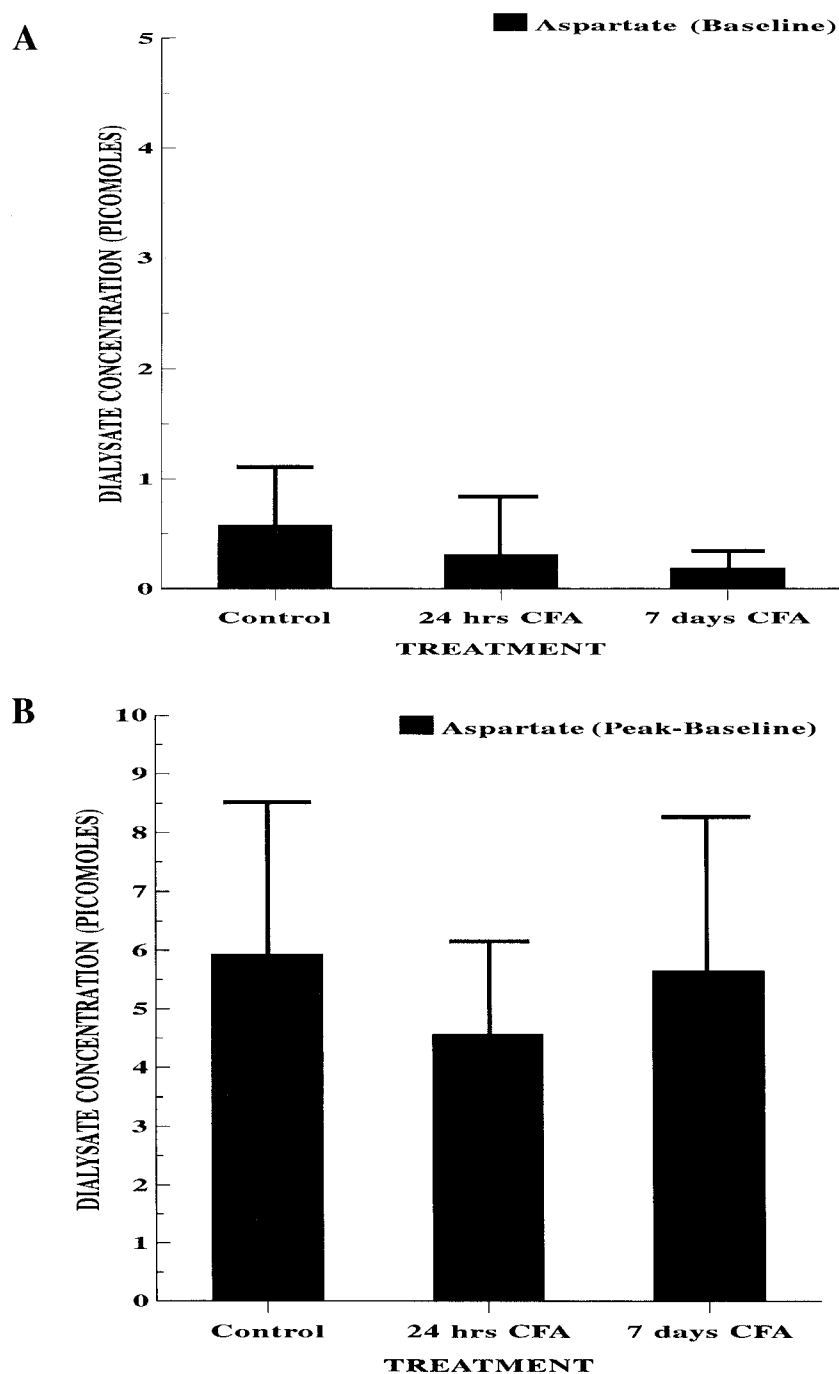 A
Aspartate (Baseline)
DIALYSATE CONCENTRATION (PICOMOLES)
5
4
3
2
1
0
Control 24 hrs CFA 7 days CFA
TREATMENT
B
Aspartate (Peak-Baseline)
DIALYSATE CONCENTRATION (PICOMOLES)
10
9
8
7
6
5
4
3
2
1
0
Control 24 hrs CFA 7 days CFA
TREATMENT